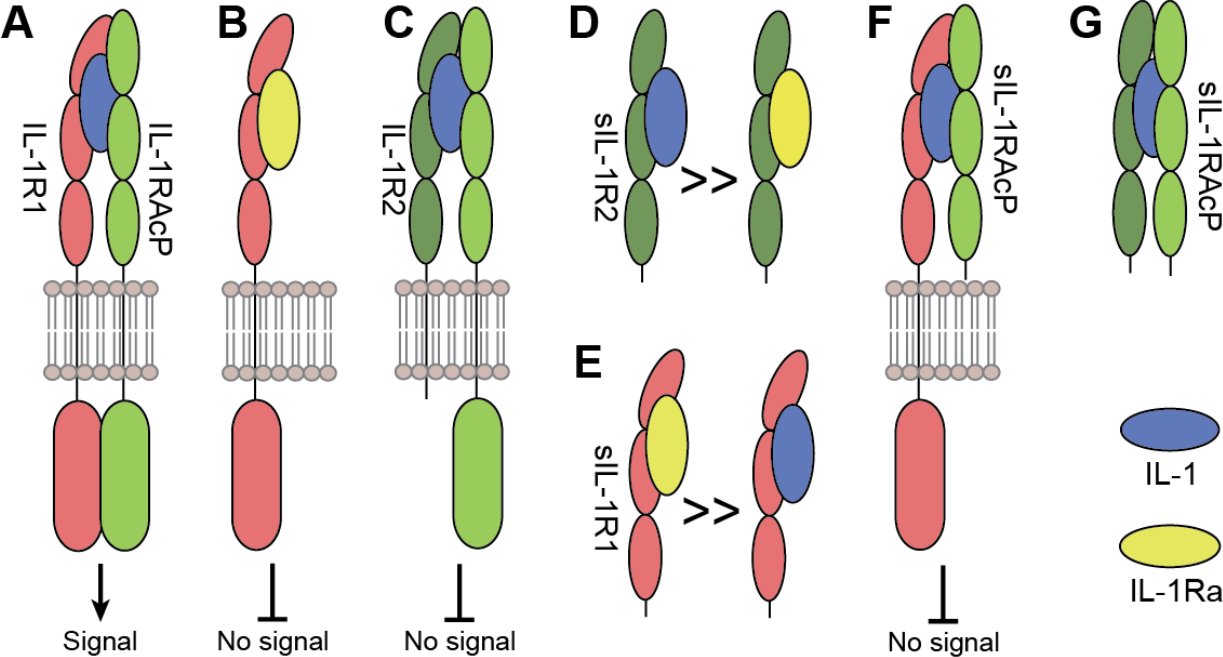 A
B
C
D
F
G
IL-1R1
IL-1RAcP
IL-1R2
sIL-1R2
>>
sIL-1RAcP
sIL-1RAcP
E
sIL-1R1
>>
IL-1
IL-1Ra
Signal
No signal
No signal
No signal